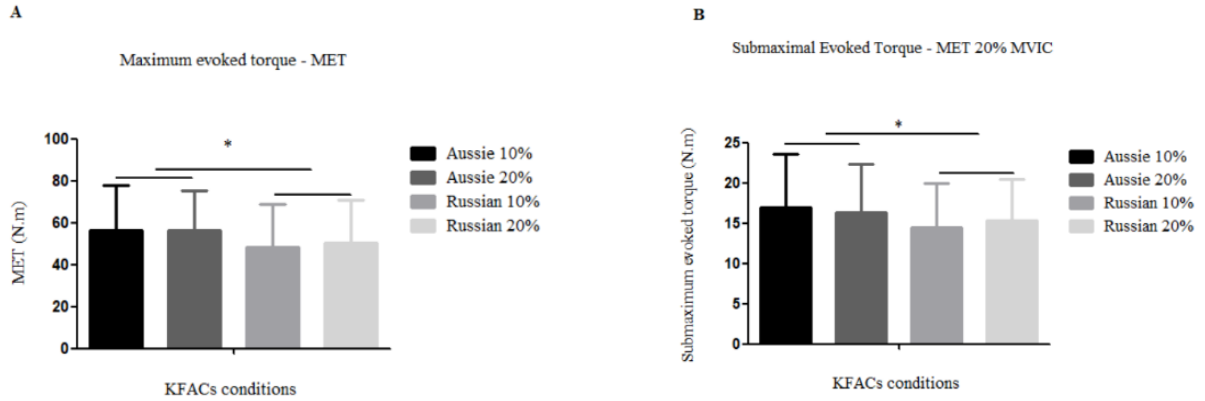 A
Maximum evoked torque - MET
MET (N.m)
100
80
60
40
20
0
*
Aussie 10%
Aussie 20%
Russian 10%
Russian 20%
KFACs conditions
B
Submaximal Evoked Torque - MET 20% MVIC
Submaximum evoked torque (N.m)
25
20
15
10
5
0
*
Aussie 10%
Aussie 20%
Russian 10%
Russian 20%
KFACs conditions